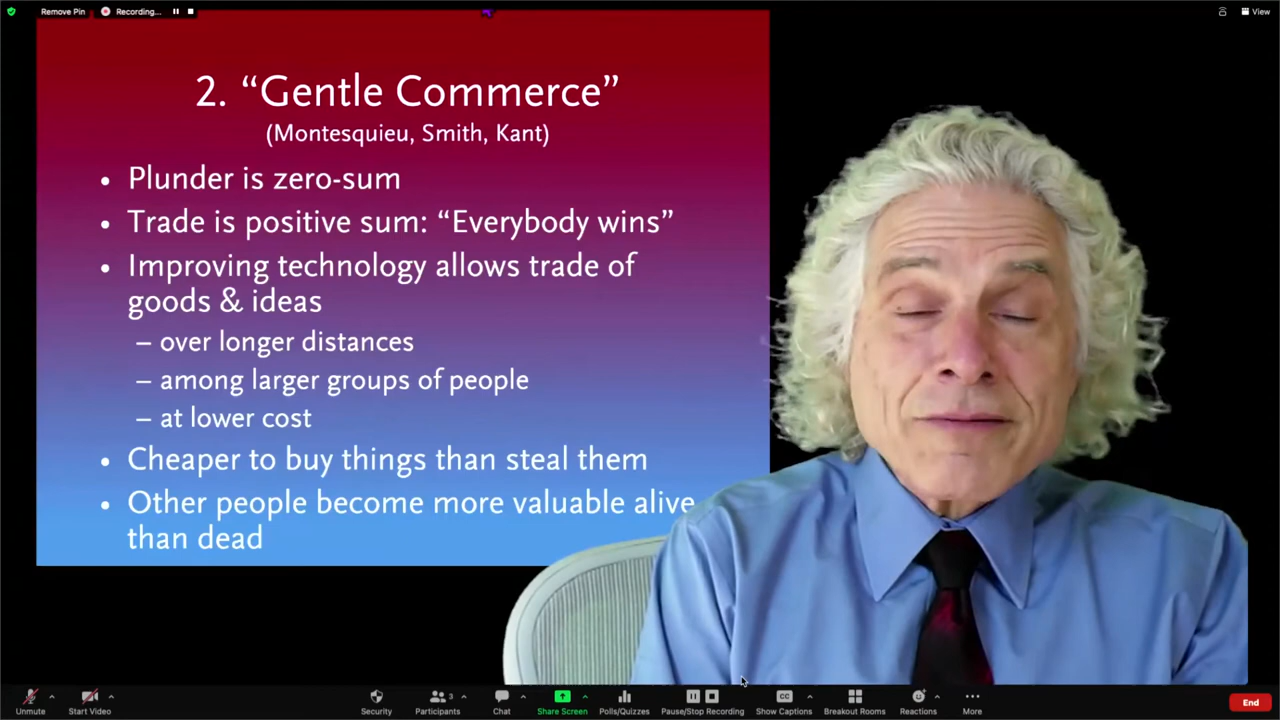 Remove Pin
Recording...
View
2. “Gentle Commerce”
(Montesquieu, Smith, Kant)
• Plunder is zero-sum
• Trade is positive sum: “Everybody wins”
• Improving technology allows trade of
goods & ideas
– over longer distances
– among larger groups of people
– at lower cost
• Cheaper to buy things than steal them
• Other people become more valuable alive
than dead
Unmute
Start Video
Security
Participants
3
Chat
Share Screen
Polls/Quizzes
Pause/Stop Recording
CC
Show Captions
Breakout Rooms
Reactions
More
End